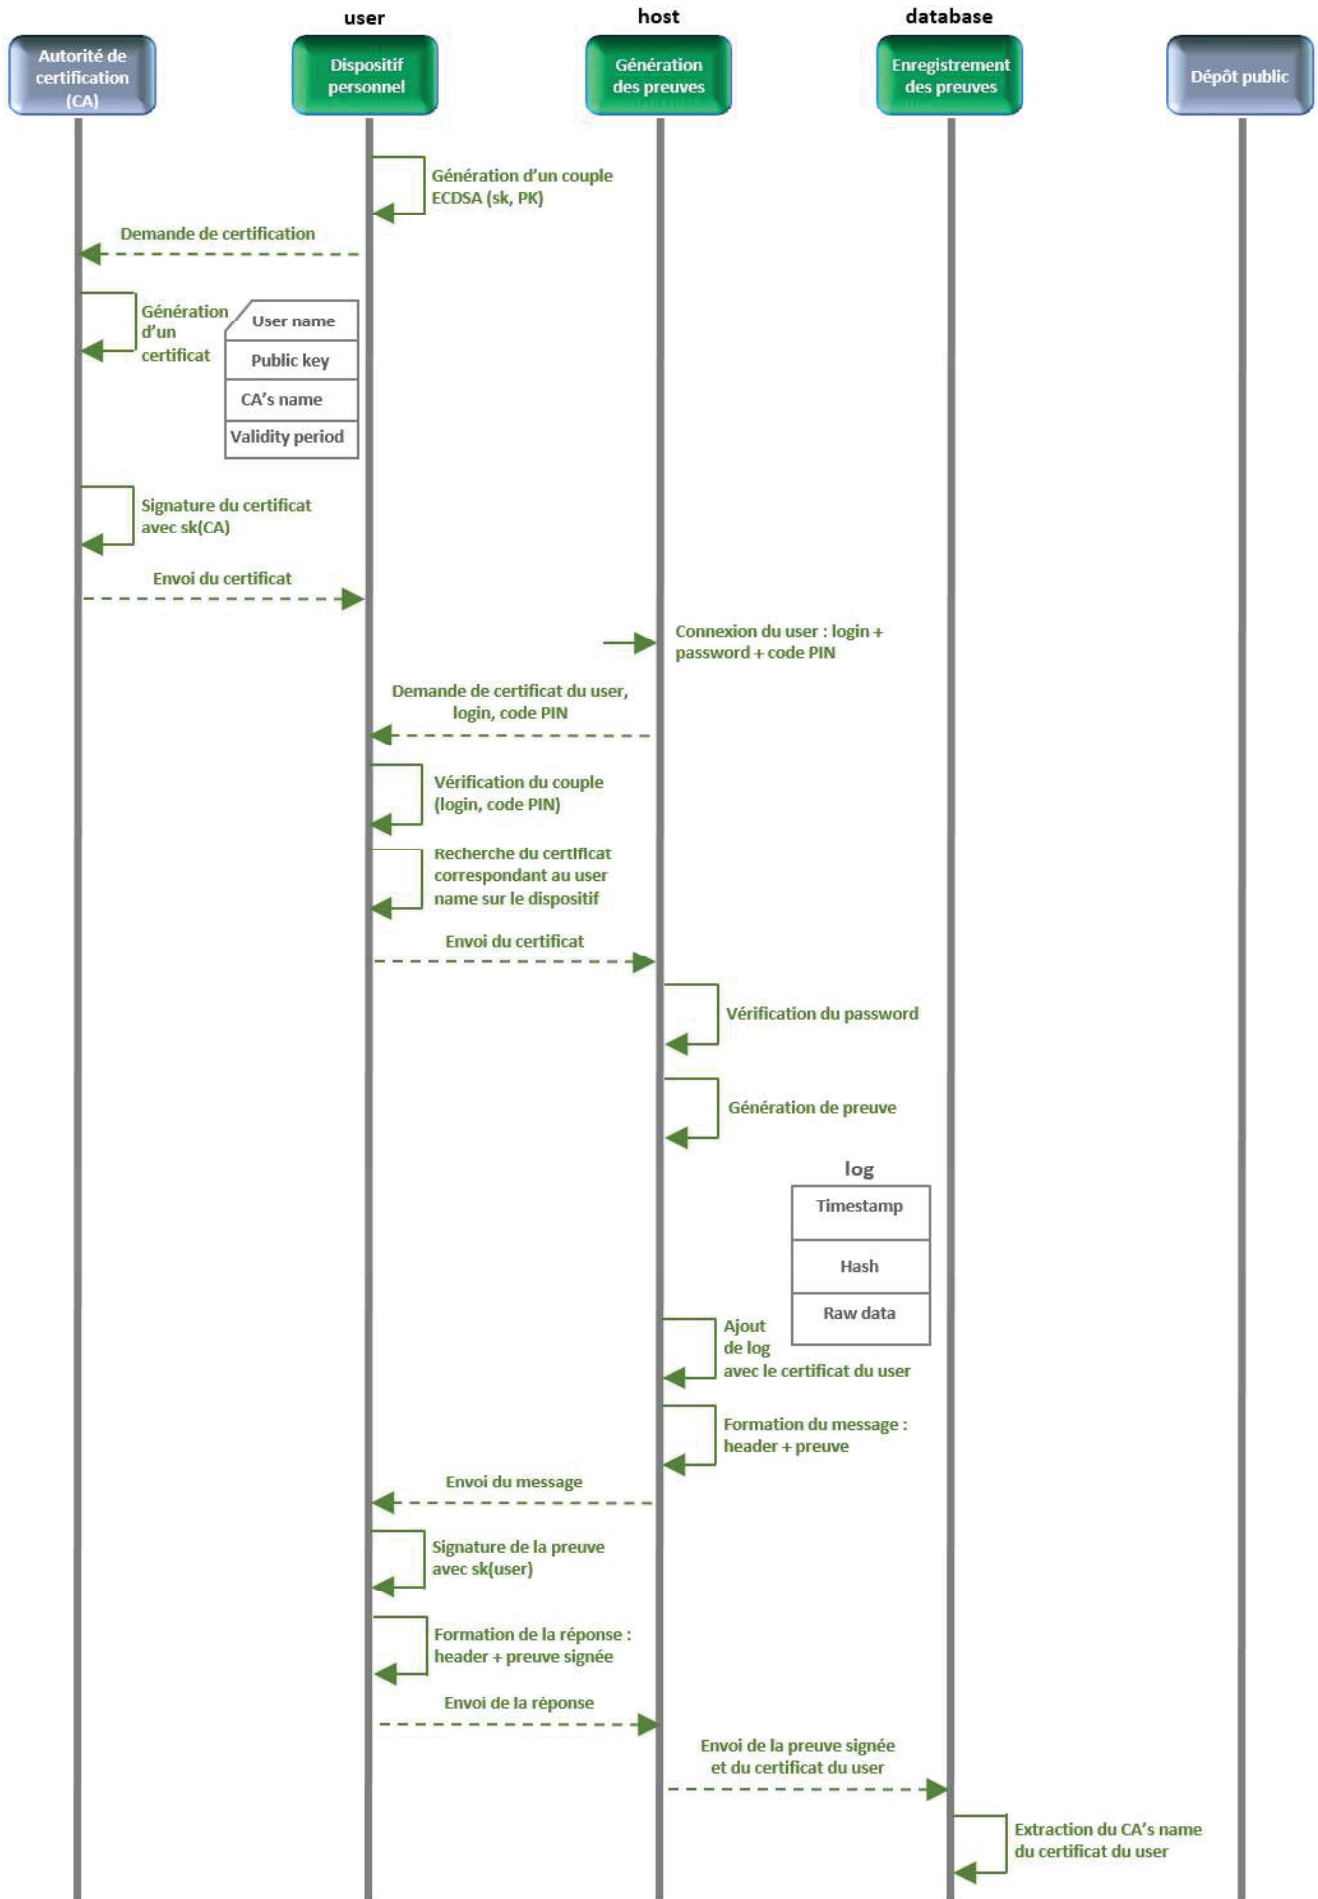 user
host
database
Autorité de
certification
(CA)
Dispositif
personnel
Génération
des preuves
Enregistrement
des preuves
Dépôt public
Génération d’un couple
ECDSA (sk, PK)
Demande de certification
Génération
d’un
certificat
User name
Public key
CA’s name
Validity period
Signature du certificat
avec sk(CA)
Envoi du certificat
Connexion du user : login +
password + code PIN
Demande de certificat du user,
login, code PIN
Vérification du couple
(login, code PIN)
Recherche du certificat
correspondant au user
name sur le dispositif
Envoi du certificat
Vérification du password
Génération de preuve
log
Timestamp
Hash
Raw data
Ajout
de log
avec le certificat du user
Formation du message :
header + preuve
Envoi du message
Signature de la preuve
avec sk(user)
Formation de la réponse :
header + preuve signée
Envoi de la réponse
Envoi de la preuve signée
et du certificat du user
Extraction du CA’s name
du certificat du user